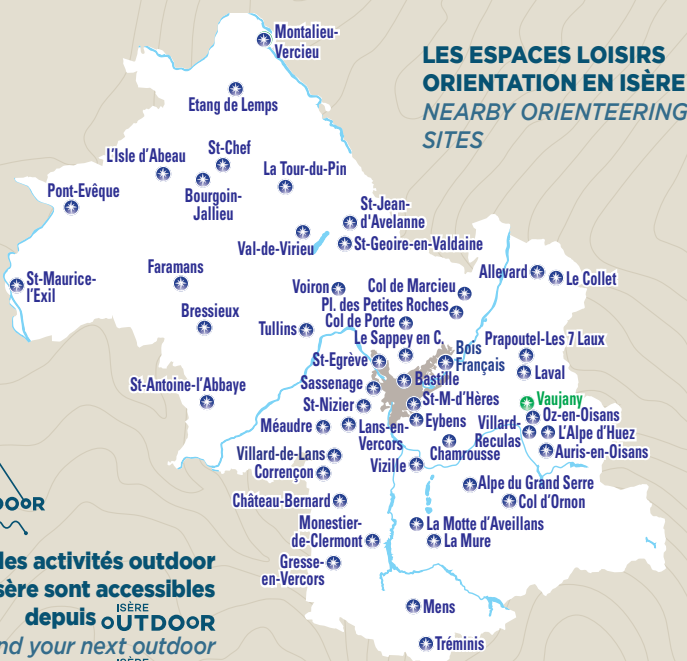 LES ESPACES LOISIRS
ORIENTATION EN ISÈRE
NEARBY ORIENTEERING
SITES
Montalieu-
Vercieu
Etang de Lemps
St-Chef
L'Isle d'Abeau
La Tour-du-Pin
Pont-Evêque
Bourgoin-
Jallieu
St-Jean-
d'Avelanne
Val-de-Virieu
St-Geoire-en-Valdaine
St-Maurice-
l'Exil
Faramans
Voiron
Col de Marcieu
Allevard
Le Collet
Pl. des Petites Roches
Bressieux
Tullins
Col de Porte
Le Sappey en C.
Prapoutel-Les 7 Laux
Bois
Français
St-Egrève
Laval
St-Antoine-l'Abbaye
Sassenage
Bastille
St-Nizier
St-M-d'Hères
Vaujany
Oz-en-Oisans
Méaudre
Lans-en-
Vercors
Eybens
Villard-
Reculas
L'Alpe d'Huez
Chamrousse
Auris-en-Oisans
Villard-de-Lans
Vizille
Corrençon
Alpe du Grand Serre
Château-Bernard
Col d'Ornon
Monestier-
de-Clermont
La Motte d'Aveillans
La Mure
Gresse-
en-Vercors
Mens
Tréminis
OOR
les activités outdoor
sère sont accessibles
depuis ISÈRE OUTDOOR
nd your next outdoor
ISÈRE